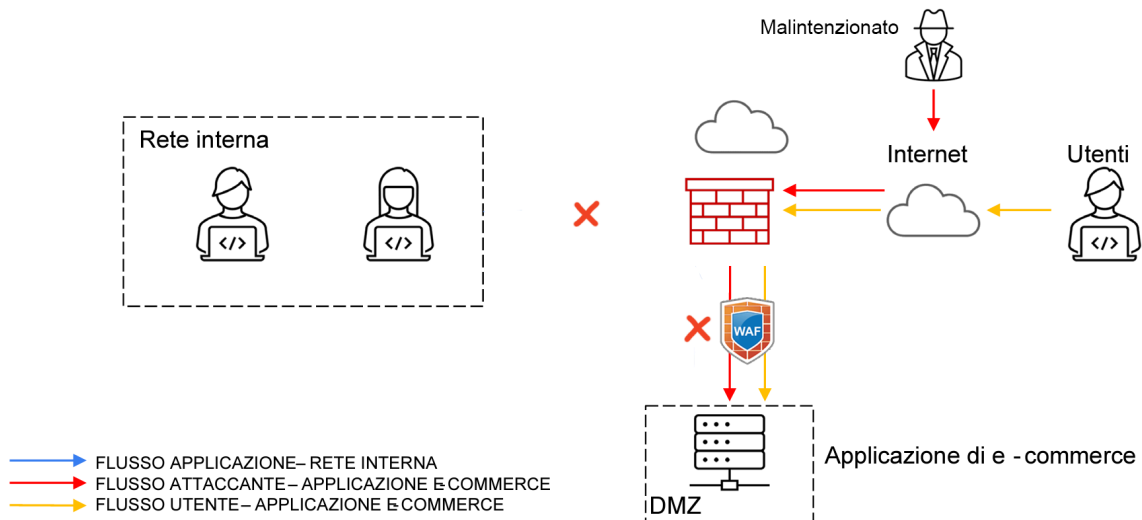 Malintenzionato
Rete interna
Internet
Utenti
</>
</>
</>
WAF
Applicazione di e - commerce
DMZ
FLUSSO APPLICAZIONE– RETE INTERNA
FLUSSO ATTACCANTE – APPLICAZIONE E-COMMERCE
FLUSSO UTENTE– APPLICAZIONE E-COMMERCE